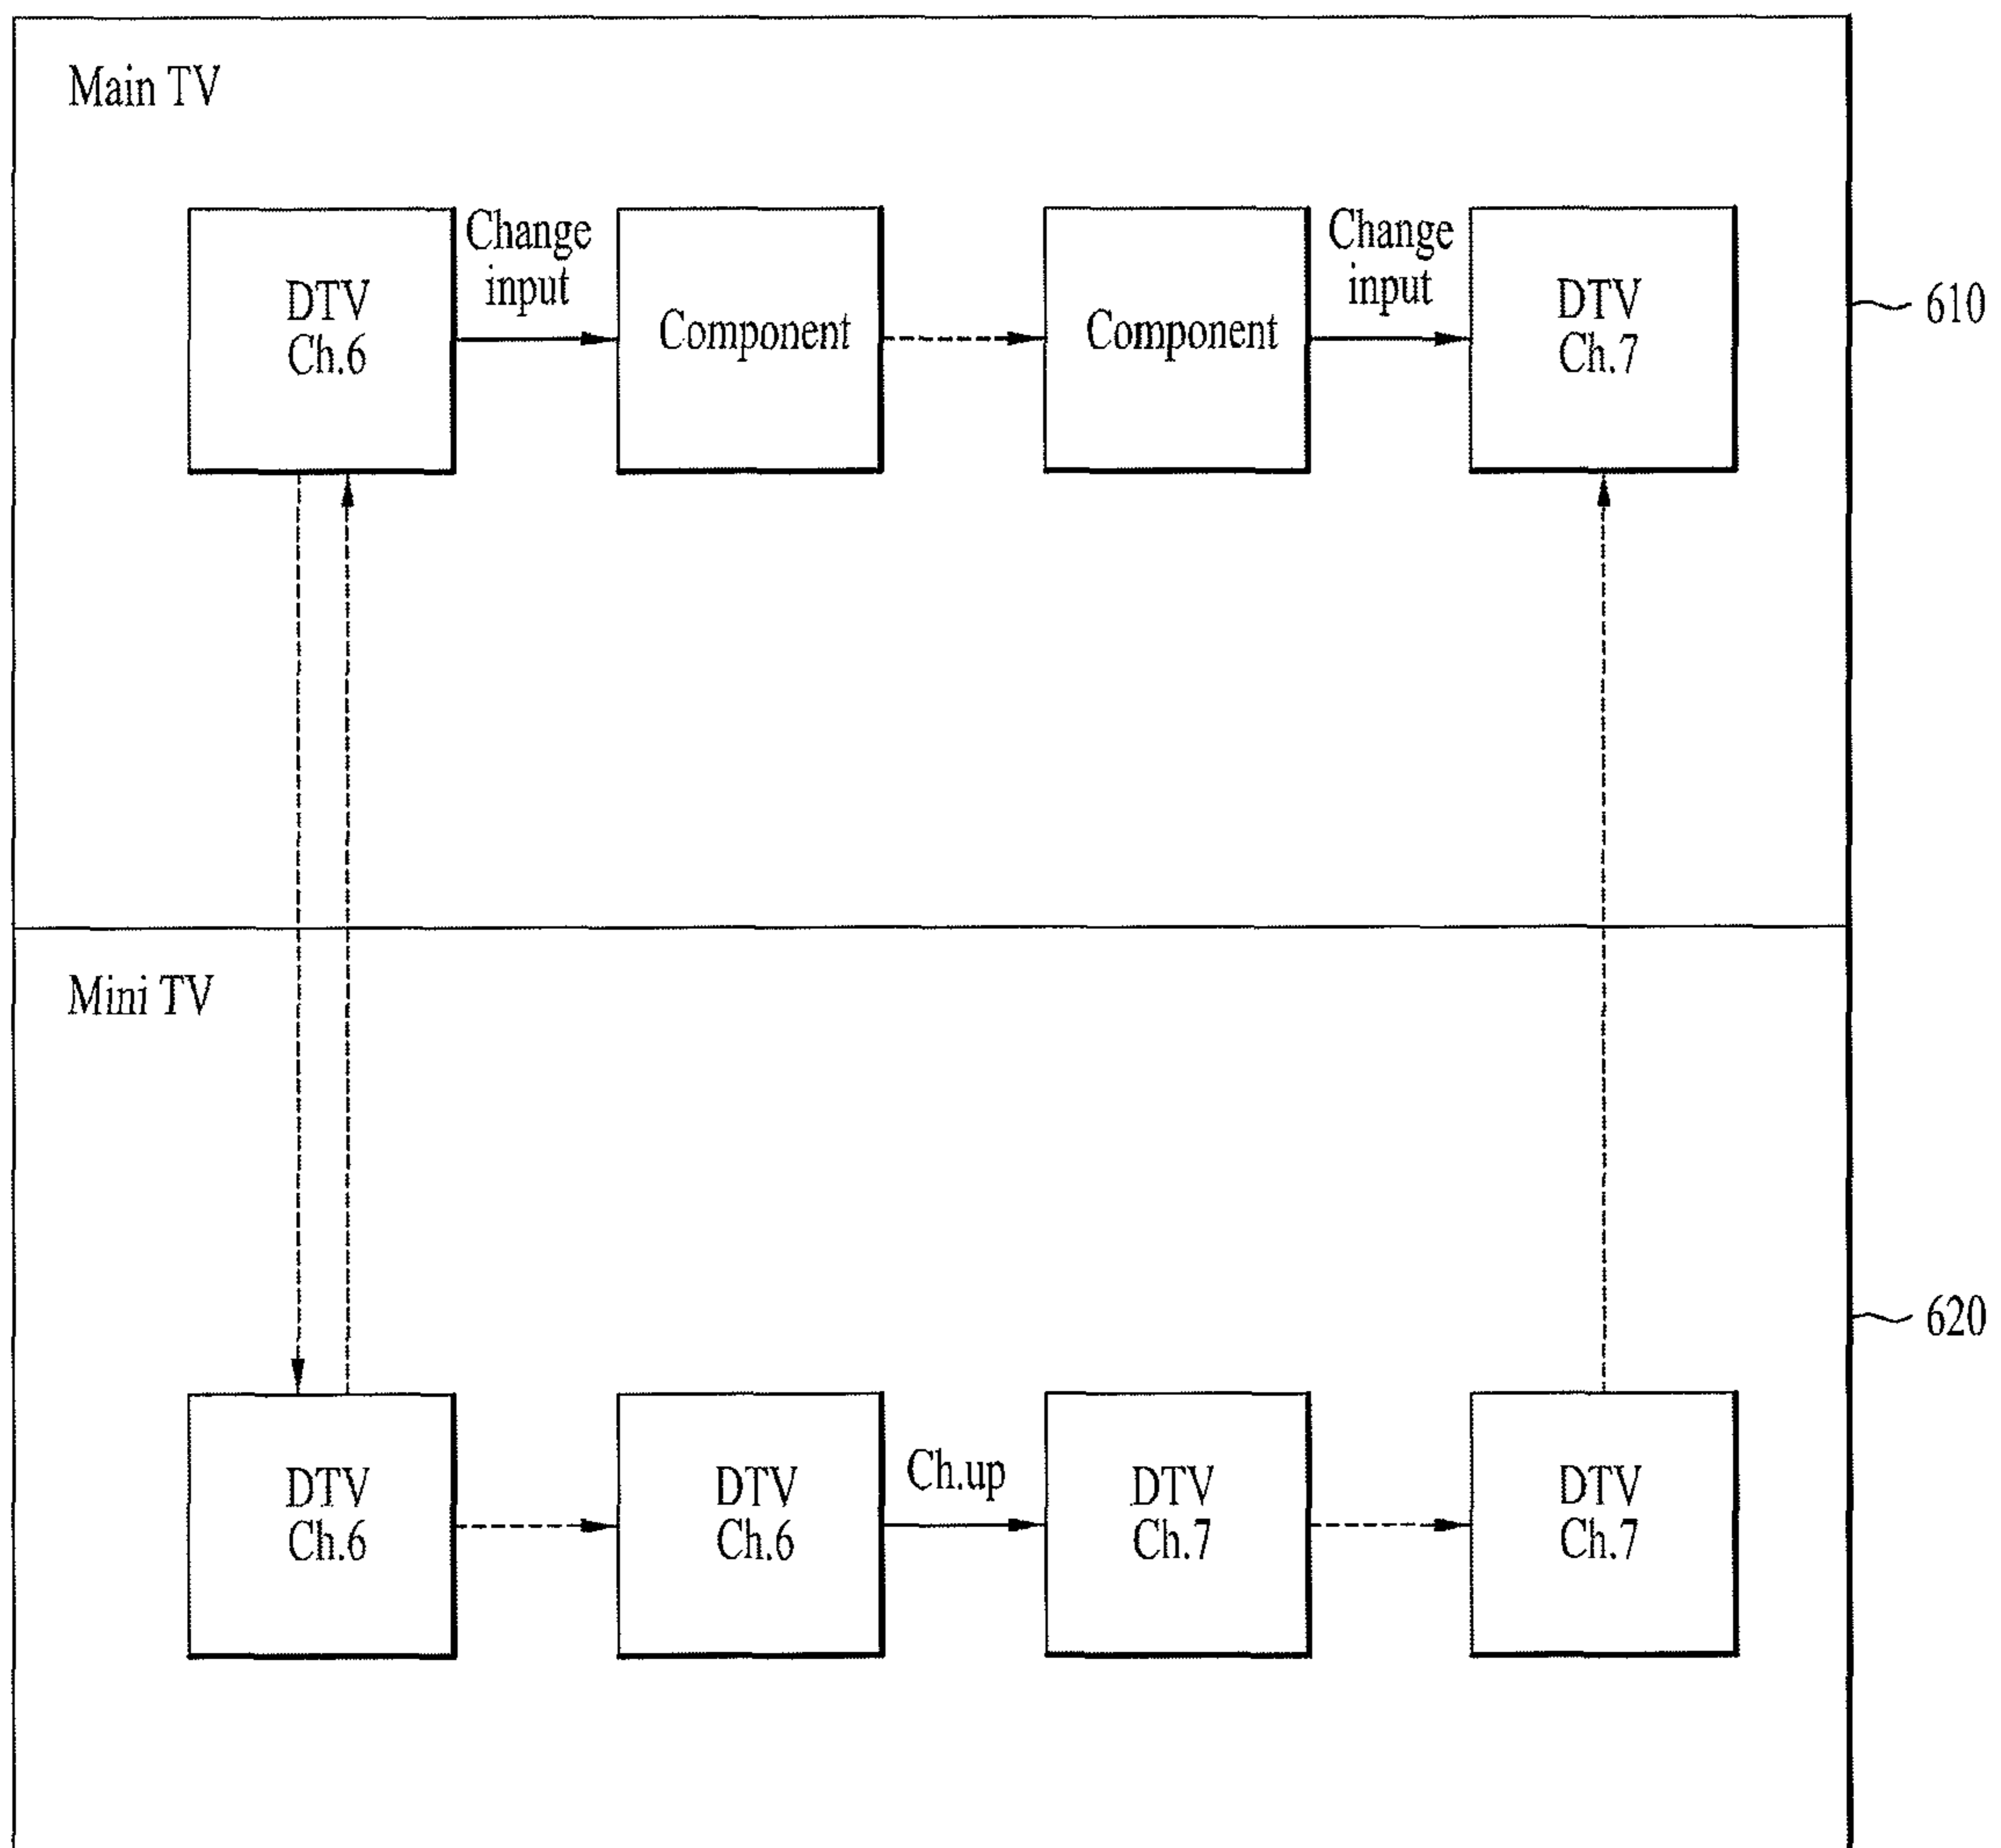 Main TV
Change
input
Change
input
DTV
Ch.6
Component
Component
DTV
Ch.7
610
Mini TV
620
DTV
Ch.6
DTV
Ch.6
Ch.up
DTV
Ch.7
DTV
Ch.7